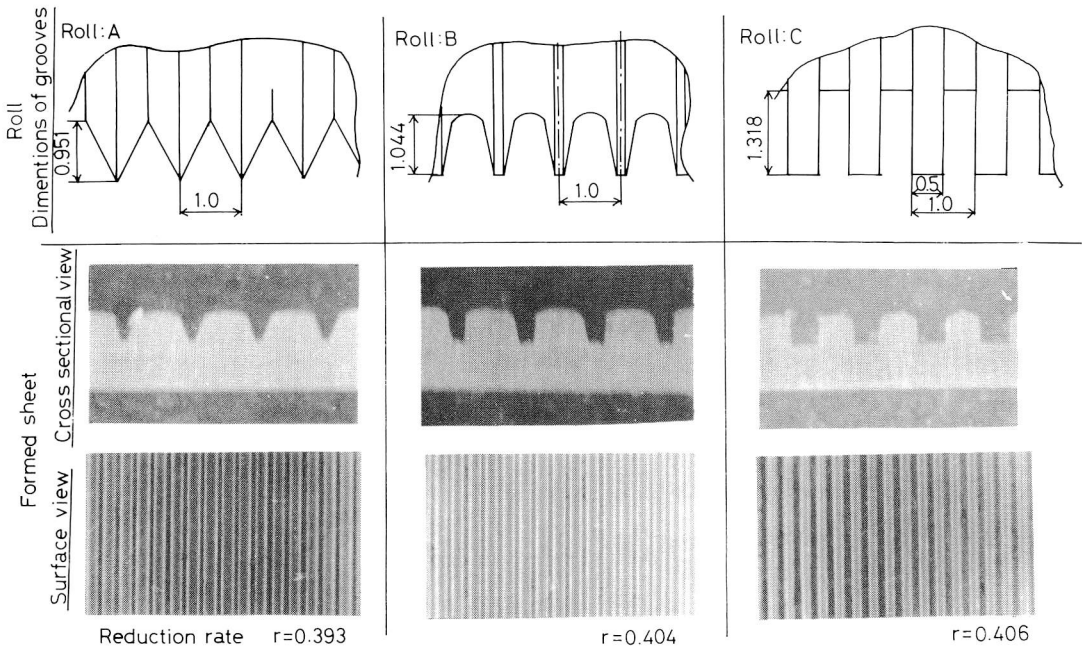 Roll
Dimentions of grooves
Roll:A
0.951
1.0
Roll:B
1.044
1.0
Roll:C
1.318
0.5
1.0
Formed sheet
Cross sectional view
Surface view
Reduction rate r=0.393
r=0.404
r=0.406